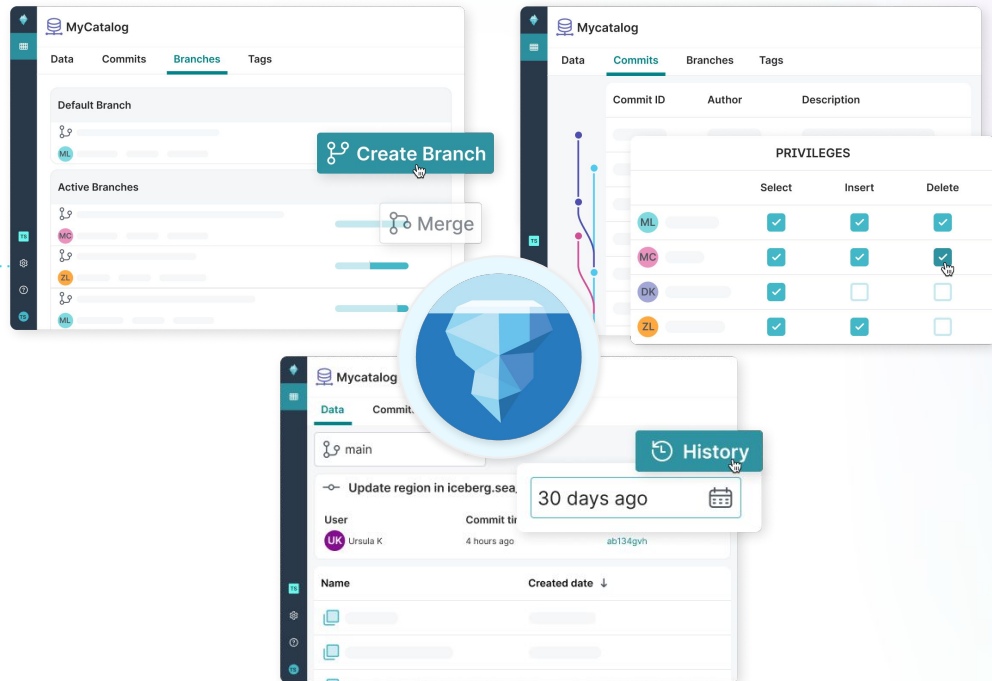 MyCatalog
Data Commits Branches Tags
Default Branch
ML
Create Branch
Active Branches
Merge
MC
ZL
ML
TS
TS
Mycatalog
Data Commits Branches Tags
Commit ID Author Description
PRIVILEGES
Select Insert Delete
ML
MC
DK
ZL
TS
Mycatalog
Data Commit
main
History
Update region in iceberg.sea
30 days ago
User Commit ti
UK Ursula K 4 hours ago ab134gvh
Name Created date
TS
TS